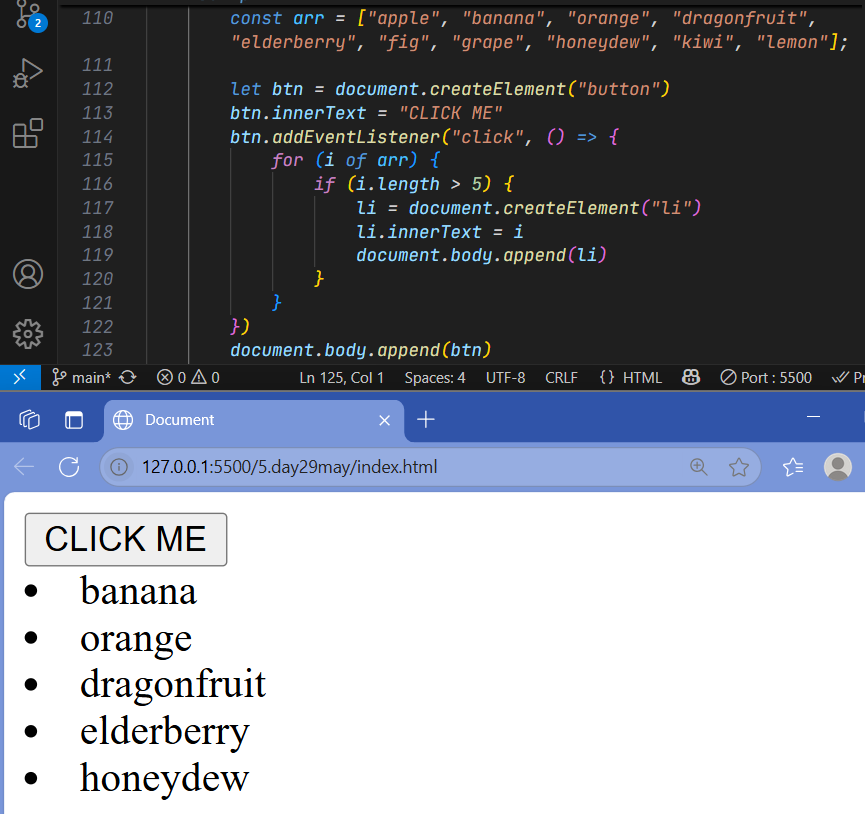 110 const arr = ["apple", "banana", "orange", "dragonfruit",
"elderberry", "fig", "grape", "honeydew", "kiwi", "lemon"];
2
111
112 let btn = document.createElement("button")
113 btn.innerText = "CLICK ME"
114 btn.addEventListener("click", () => {
115 for (i of arr) {
116 if (i.length > 5) {
117 li = document.createElement("li")
118 li.innerText = i
119 document.body.append(li)
120 }
121 }
122 })
123 document.body.append(btn)
main* 0 0 Ln 125, Col 1 Spaces: 4 UTF-8 CRLF {} HTML Port : 5500 Pr
Document
127.0.0.1:5500/5.day29may/index.html
CLICK ME
• banana
• orange
• dragonfruit
• elderberry
• honeydew